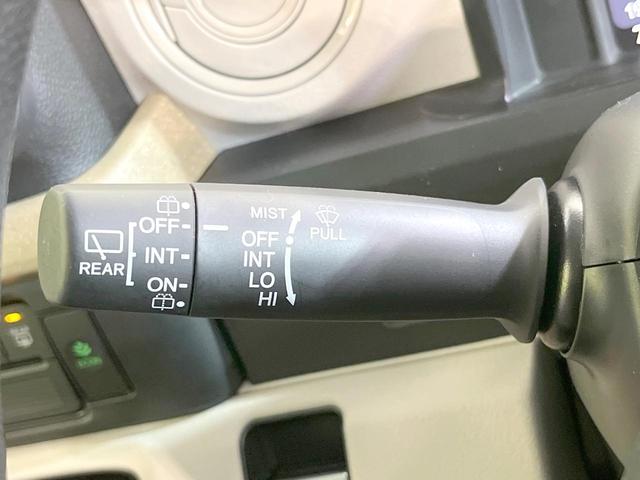 REAR
OFF
INT
ON
MIST
OFF
INT
LO
HI
PULL